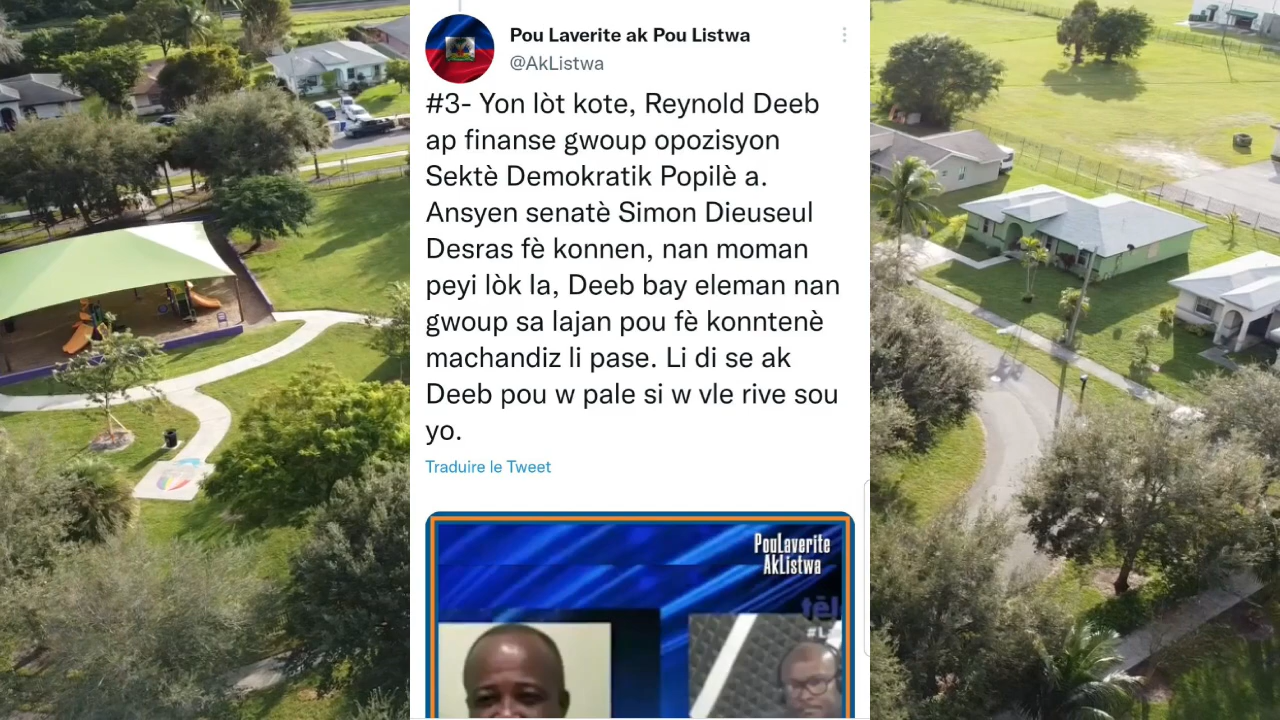 Pou Laverite ak Pou Listwa
@AkListwa
#3- Yon lòt kote, Reynold Deeb
ap finanse gwoup opozisyon
Sektè Demokratik Popilè a.
Ansyen senatè Simon Dieuseul
Desras fè konnen, nan moman
peyi lòk la, Deeb bay eleman nan
gwoup sa lajan pou fè konntenè
machandiz li pase. Li di se ak
Deeb pou w pale si w vle rive sou
yo.
Traduire le Tweet
PouLaverite
AkListwa